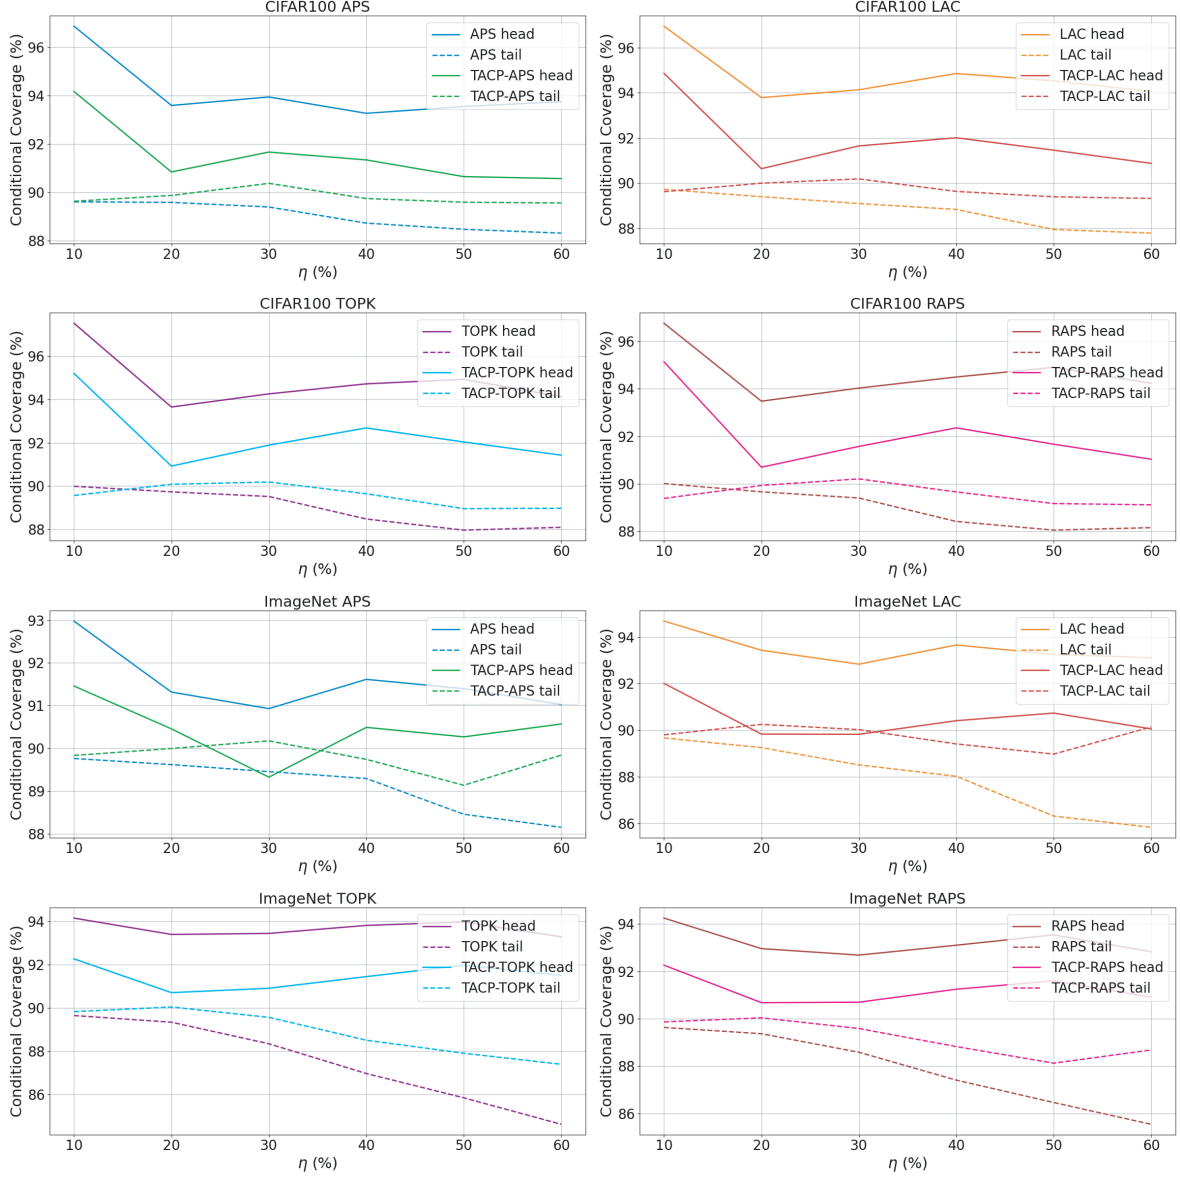 CIFAR100 APS
Conditional Coverage (%)
96
94
92
90
88
10 20 30 40 50 60
η (%)
APS head
APS tail
TACP-APS head
TACP-APS tail
CIFAR100 LAC
Conditional Coverage (%)
96
94
92
90
88
10 20 30 40 50 60
η (%)
LAC head
LAC tail
TACP-LAC head
TACP-LAC tail
CIFAR100 TOPK
Conditional Coverage (%)
96
94
92
90
88
10 20 30 40 50 60
η (%)
TOPK head
TOPK tail
TACP-TOPK head
TACP-TOPK tail
CIFAR100 RAPS
Conditional Coverage (%)
96
94
92
90
88
10 20 30 40 50 60
η (%)
RAPS head
RAPS tail
TACP-RAPS head
TACP-RAPS tail
ImageNet APS
Conditional Coverage (%)
93
92
91
90
89
88
10 20 30 40 50 60
η (%)
APS head
APS tail
TACP-APS head
TACP-APS tail
ImageNet LAC
Conditional Coverage (%)
94
92
90
88
86
10 20 30 40 50 60
η (%)
LAC head
LAC tail
TACP-LAC head
TACP-LAC tail
ImageNet TOPK
Conditional Coverage (%)
94
92
90
88
86
10 20 30 40 50 60
η (%)
TOPK head
TOPK tail
TACP-TOPK head
TACP-TOPK tail
ImageNet RAPS
Conditional Coverage (%)
94
92
90
88
86
10 20 30 40 50 60
η (%)
RAPS head
RAPS tail
TACP-RAPS head
TACP-RAPS tail